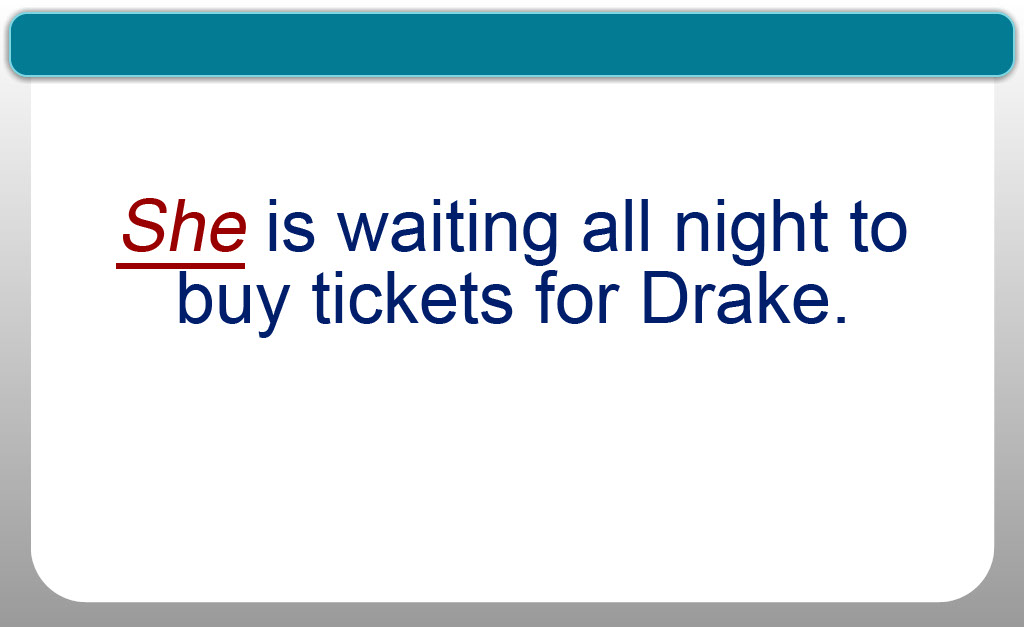 She is waiting all night to
buy tickets for Drake.